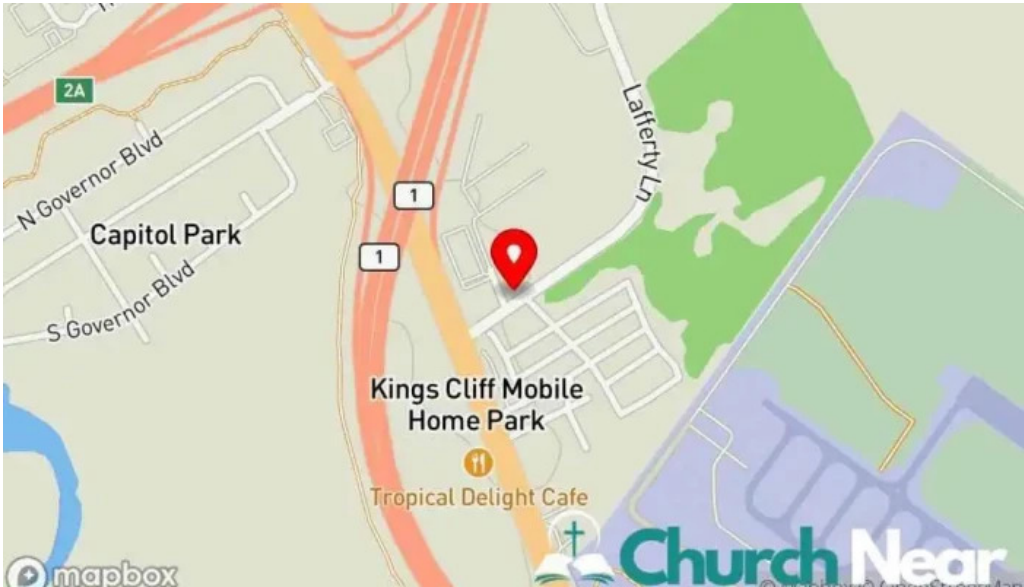 2A
Lafferty Ln
N Governor Blvd
1
Capitol Park
1
S Governor Blvd
Kings Cliff Mobile
Home Park
Tropical Delight Cafe
Church Near
mapbox